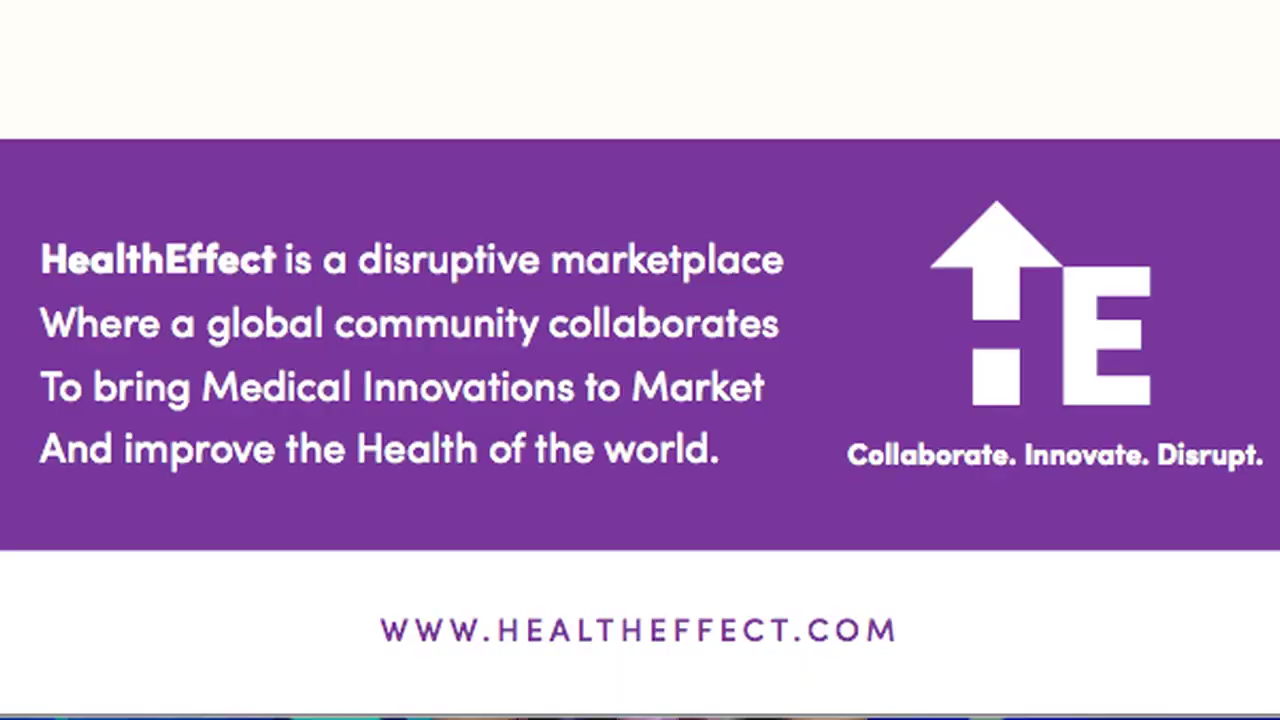 HealthEffect is a disruptive marketplace
Where a global community collaborates
To bring Medical Innovations to Market
And improve the Health of the world.
HE
Collaborate. Innovate. Disrupt.
WWW.HEALTHEFFECT.COM